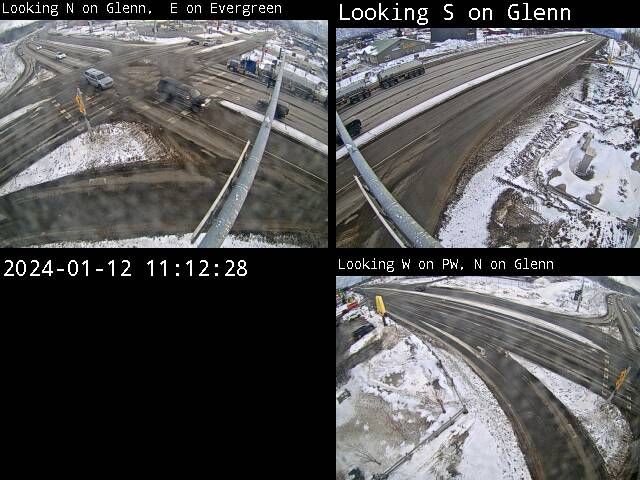 Looking N on Glenn,  E on Evergreen
Looking S on Glenn
2024-01-12 11:12:28
Looking W on PW, N on Glenn